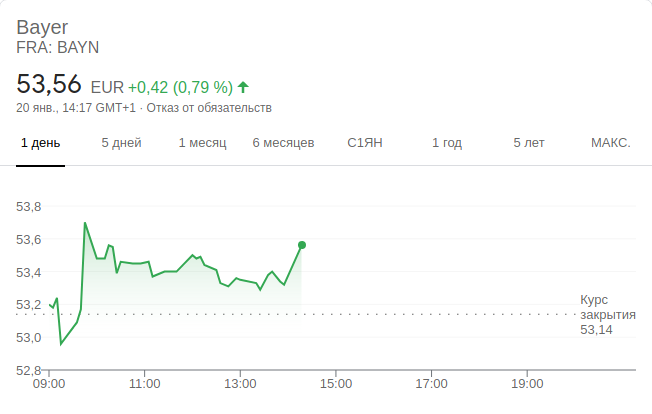 Bayer
FRA: BAYN
53,56 EUR +0,42 (0,79 %)
20 янв., 14:17 GMT+1 · Отказ от обязательств
1 день 5 дней 1 месяц 6 месяцев С1ЯН 1 год 5 лет МАКС.
53,8
53,6
53,4
53,2
53,0
52,8
Курс
закрытия
53,14
09:00 11:00 13:00 15:00 17:00 19:00